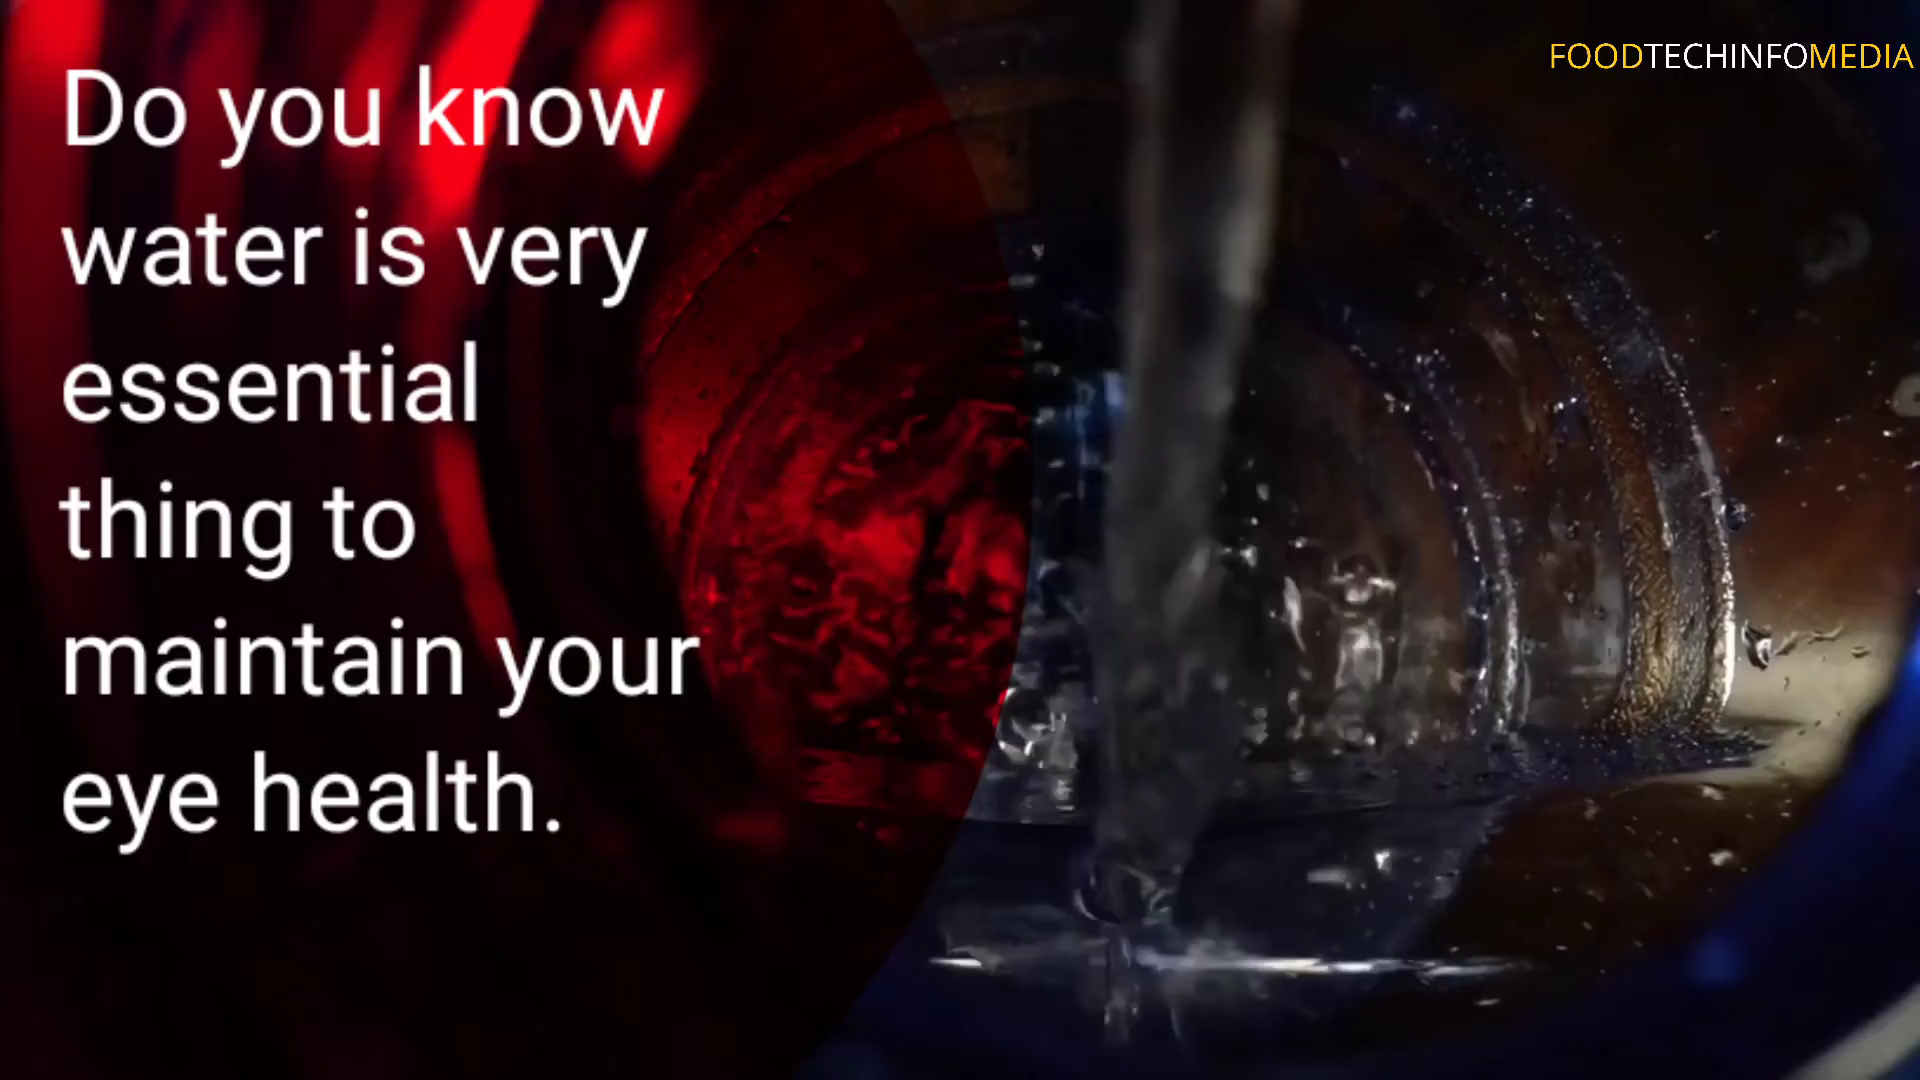 FOODTECHINFOMEDIA
Do you know
water is very
essential
thing to
maintain your
eye health.